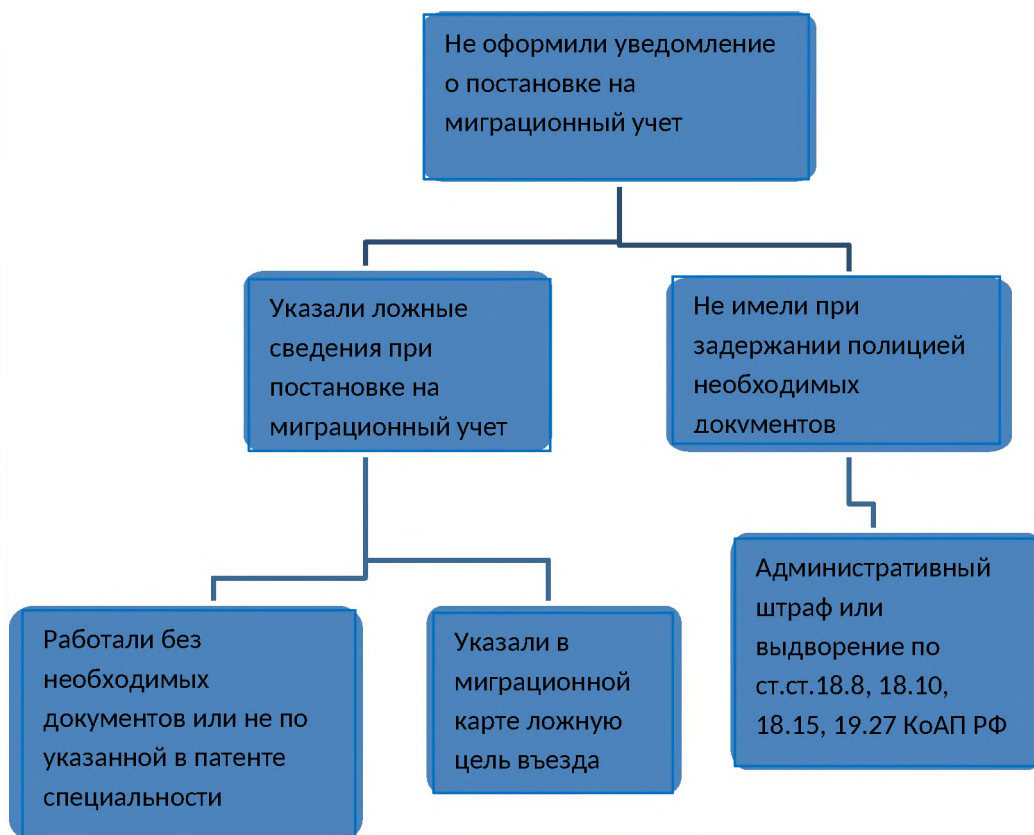 Не оформили уведомление
о постановке на
миграционный учет
Указали ложные
сведения при
постановке на
миграционный учет
Не имели при
задержании полицией
необходимых
документов
Работали без
необходимых
документов или не по
указанной в патенте
специальности
Указали в
миграционной
карте ложную
цель въезда
Административный
штраф или
выдворение по
ст.ст.18.8, 18.10,
18.15, 19.27 КоАП РФ